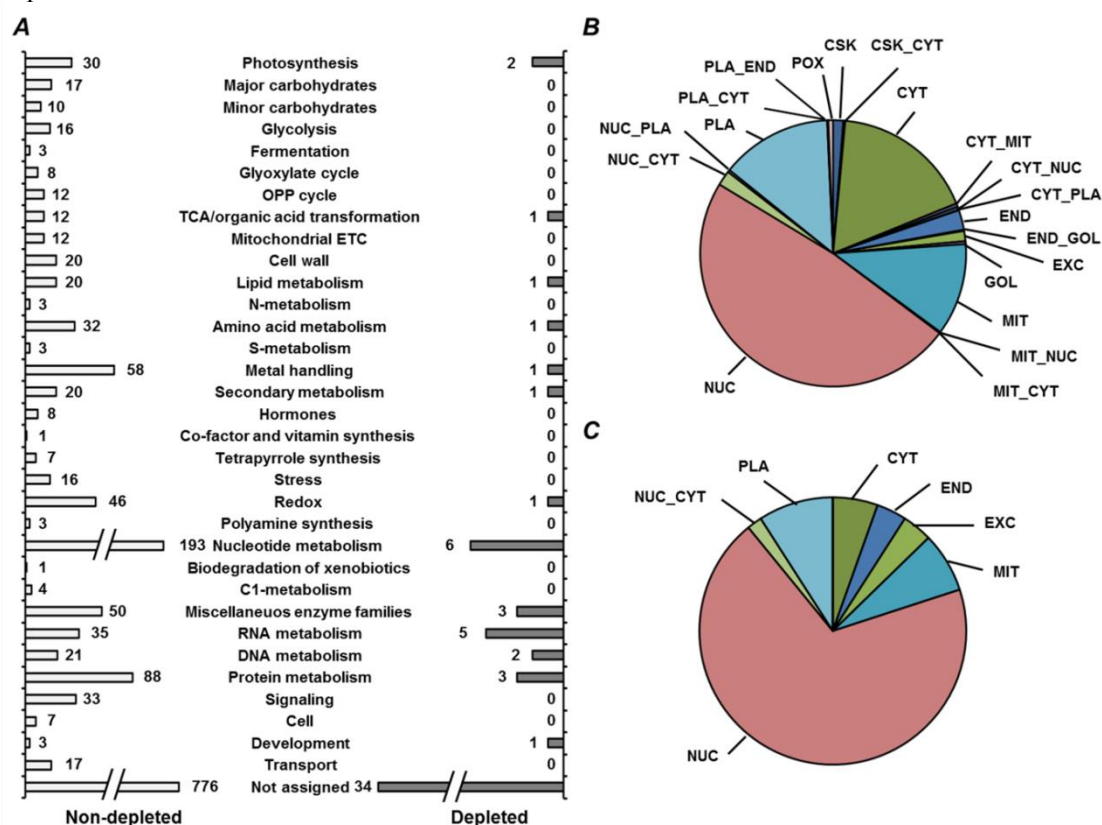 A
30 Photosynthesis 2
17 Major carbohydrates 0
10 Minor carbohydrates 0
16 Glycolysis 0
3 Fermentation 0
8 Glyoxylate cycle 0
12 OPP cycle 0
12 TCA/organic acid transformation 1
12 Mitochondrial ETC 0
20 Cell wall 0
20 Lipid metabolism 1
3 N-metabolism 0
32 Amino acid metabolism 1
3 S-metabolism 0
58 Metal handling 1
20 Secondary metabolism 1
8 Hormones 0
1 Co-factor and vitamin synthesis 0
7 Tetrapyrrole synthesis 0
16 Stress 0
46 Redox 1
3 Polyamine synthesis 0
193 Nucleotide metabolism 6
1 Biodegradation of xenobiotics 0
4 C1-metabolism 0
50 Miscellaneuos enzyme families 3
35 RNA metabolism 5
21 DNA metabolism 2
88 Protein metabolism 3
33 Signaling 0
7 Cell 0
3 Development 1
17 Transport 0
776 Not assigned 34
Non-depleted Depleted
B
CSK
CSK_CYT
CYT
CYT_MIT
CYT_NUC
CYT_PLA
END
END_GOL
EXC
GOL
MIT
MIT_NUC
MIT_CYT
NUC
NUC_CYT
NUC_PLA
PLA
PLA_CYT
PLA_END
POX
C
CYT
END
EXC
MIT
NUC
NUC_CYT
PLA